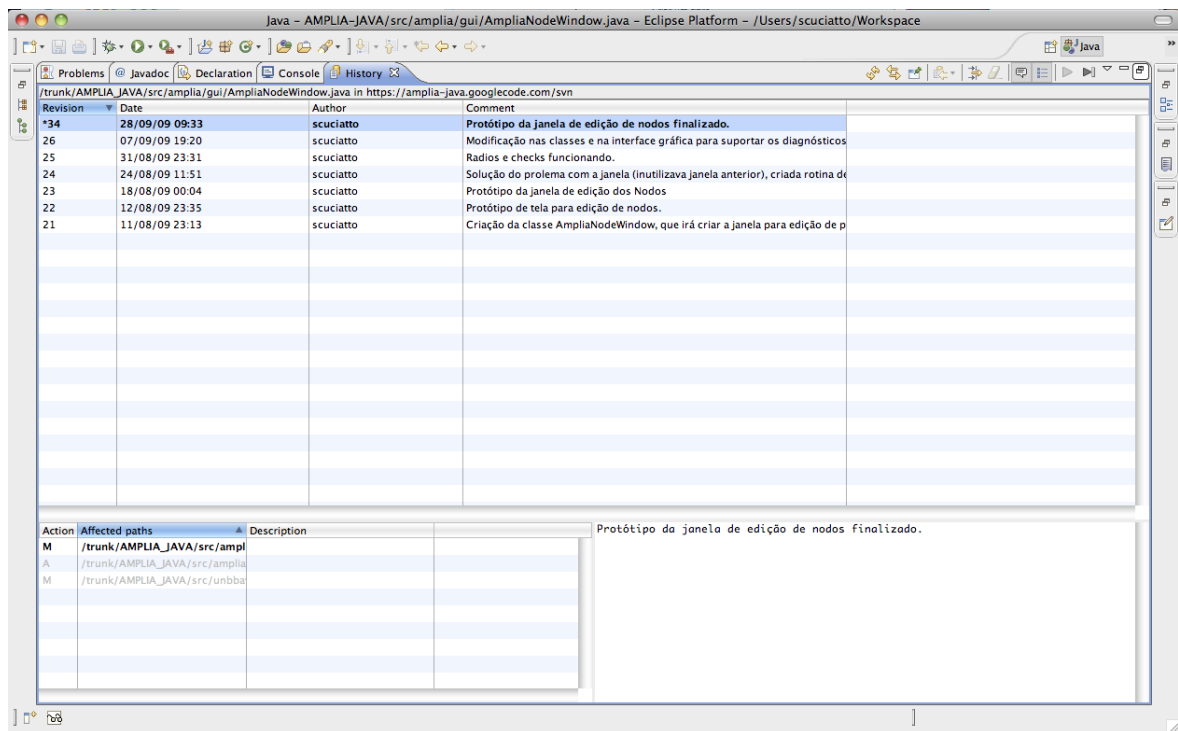 Java – AMPLIA-JAVA/src/amplia/gui/AmpliaNodeWindow.java – Eclipse Platform – /Users/scuciatto/Workspace
Java
Problems @ Javadoc Declaration Console History
/trunk/AMPLIA_JAVA/src/amplia/gui/AmpliaNodeWindow.java in https://amplia-java.googlecode.com/svn
Revision Date Author Comment
*34 28/09/09 09:33 scuciatto Protótipo da janela de edição de nodos finalizado.
26 07/09/09 19:20 scuciatto Modificação nas classes e na interface gráfica para suportar os diagnósticos
25 31/08/09 23:31 scuciatto Radios e checks funcionando.
24 24/08/09 11:51 scuciatto Solução do prolema com a janela (inutilizava janela anterior), criada rotina de
23 18/08/09 00:04 scuciatto Protótipo da janela de edição dos Nodos
22 12/08/09 23:35 scuciatto Protótipo de tela para edição de nodos.
21 11/08/09 23:13 scuciatto Criação da classe AmpliaNodeWindow, que irá criar a janela para edição de p
Action Affected paths Description
M /trunk/AMPLIA_JAVA/src/ampl
A /trunk/AMPLIA_JAVA/src/amplia
M /trunk/AMPLIA_JAVA/src/unbba
Protótipo da janela de edição de nodos finalizado.